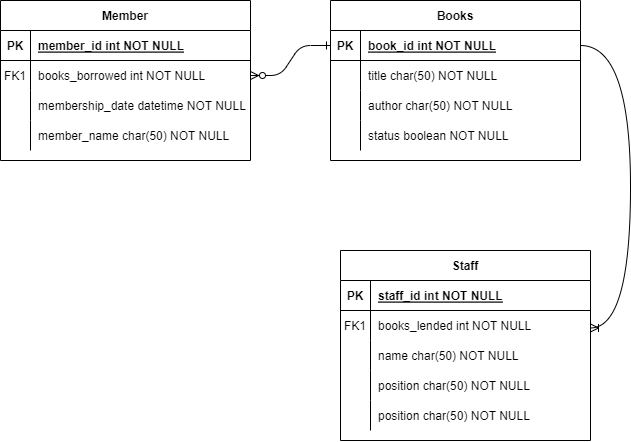 Member
PK member_id int NOT NULL
FK1 books_borrowed int NOT NULL
membership_date datetime NOT NULL
member_name char(50) NOT NULL
Books
PK book_id int NOT NULL
title char(50) NOT NULL
author char(50) NOT NULL
status boolean NOT NULL
Staff
PK staff_id int NOT NULL
FK1 books_lended int NOT NULL
name char(50) NOT NULL
position char(50) NOT NULL
position char(50) NOT NULL